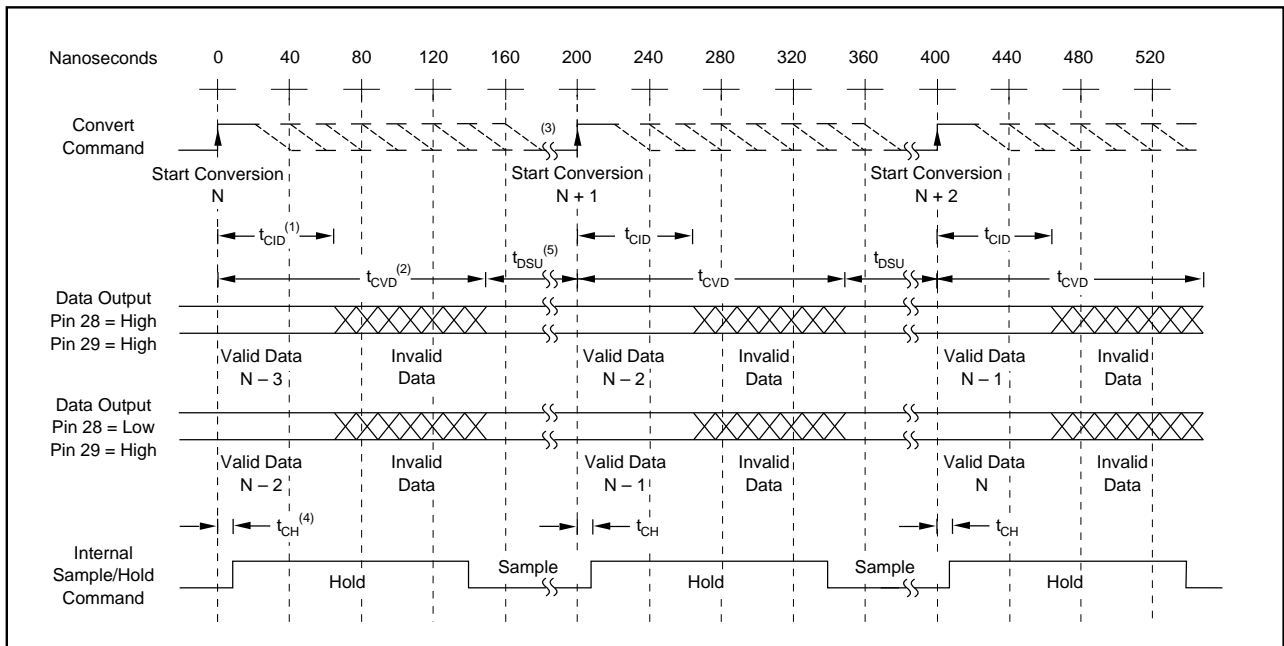 Nanoseconds 0 40 80 120 160 200 240 280 320 360 400 440 480 520
Convert
Command
(3)
Start Conversion
N
Start Conversion
N + 1
Start Conversion
N + 2
tCID(1) tCID tCID
tCVD(2) tDSU(5) tCVD tDSU tCVD
Data Output
Pin 28 = High
Pin 29 = High
Valid Data
N – 3
Invalid
Data
Valid Data
N – 2
Invalid
Data
Valid Data
N – 1
Invalid
Data
Data Output
Pin 28 = Low
Pin 29 = High
Valid Data
N – 2
Invalid
Data
Valid Data
N – 1
Invalid
Data
Valid Data
N
Invalid
Data
tCH(4) tCH tCH
Internal
Sample/Hold
Command
Hold Sample Hold Sample Hold